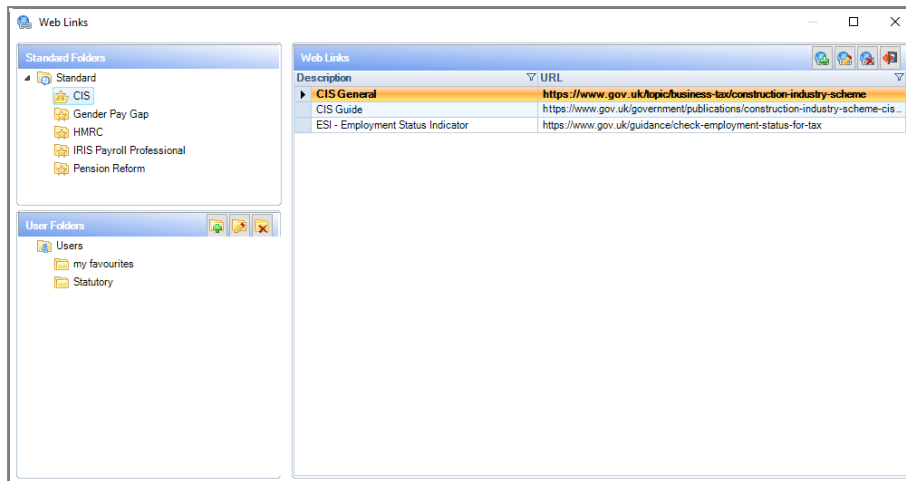 Web Links
Standard Folders
Standard
CIS
Gender Pay Gap
HMRC
IRIS Payroll Professional
Pension Reform
User Folders
Users
my favourites
Statutory
Web Links
Description URL
CIS General https://www.gov.uk/topic/business-tax/construction-industry-scheme
CIS Guide https://www.gov.uk/government/publications/construction-industry-scheme-cis...
ESI - Employment Status Indicator https://www.gov.uk/guidance/check-employment-status-for-tax